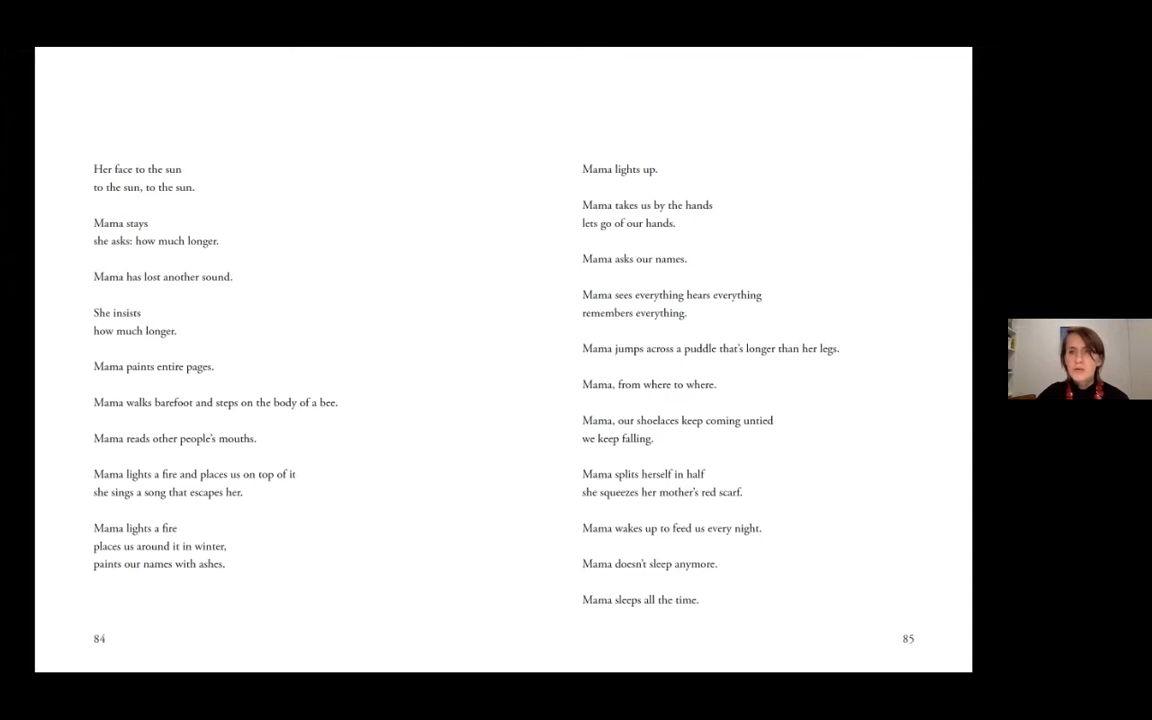 Her face to the sun
to the sun, to the sun.
Mama stays
she asks: how much longer.
Mama has lost another sound.
She insists
how much longer.
Mama paints entire pages.
Mama walks barefoot and steps on the body of a bee.
Mama reads other people's mouths.
Mama lights a fire and places us on top of it
she sings a song that escapes her.
Mama lights a fire
places us around it in winter,
paints our names with ashes.
84
Mama lights up.
Mama takes us by the hands
lets go of our hands.
Mama asks our names.
Mama sees everything hears everything
remembers everything.
Mama jumps across a puddle that's longer than her legs.
Mama, from where to where.
Mama, our shoelaces keep coming untied
we keep falling.
Mama splits herself in half
she squeezes her mother's red scarf.
Mama wakes up to feed us every night.
Mama doesn't sleep anymore.
Mama sleeps all the time.
85